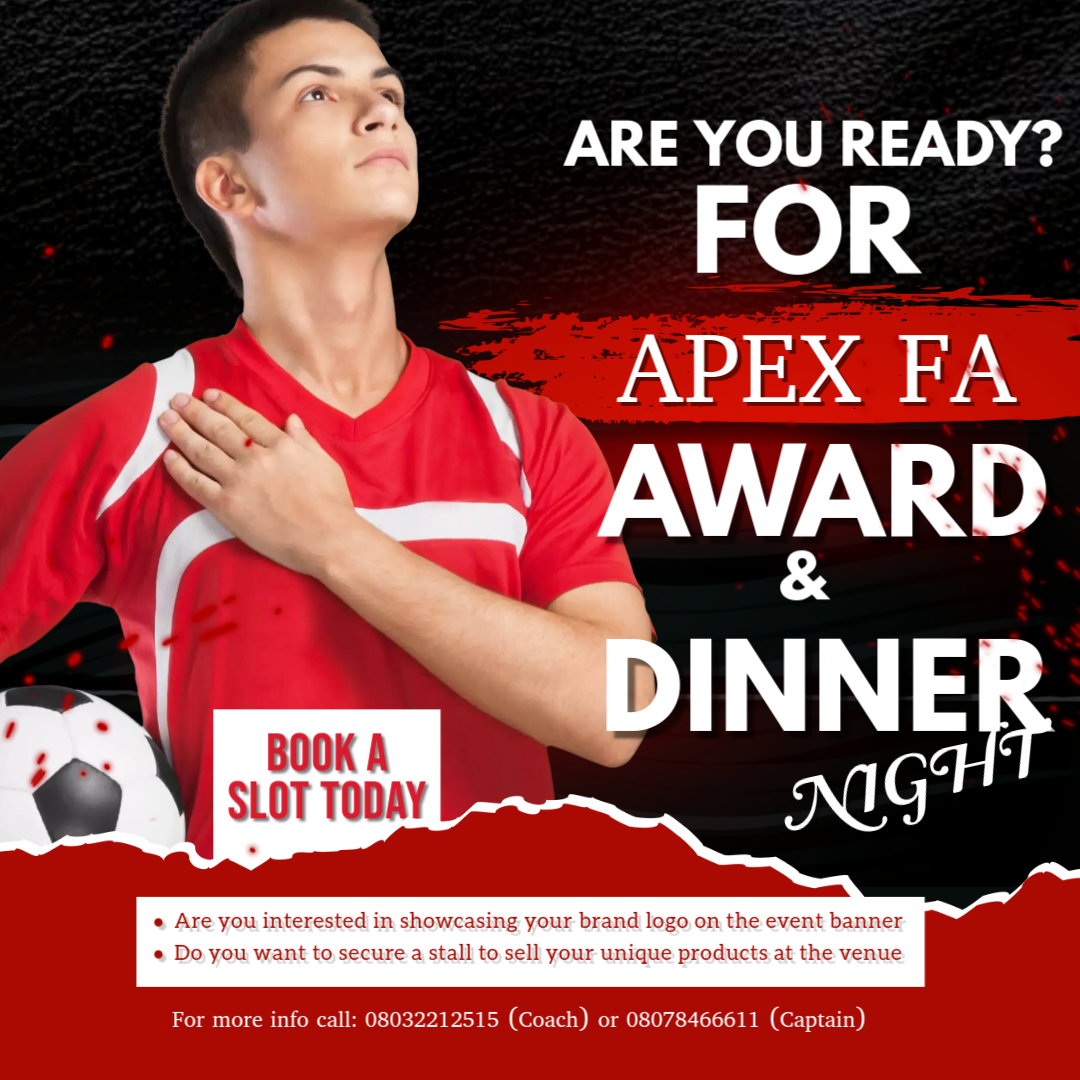 ARE YOU READY?
FOR
APEX FA
AWARD
&
DINNER
NIGHT
BOOK A
SLOT TODAY
• Are you interested in showcasing your brand logo on the event banner
• Do you want to secure a stall to sell your unique products at the venue
For more info call: 08032212515 (Coach) or 08078466611 (Captain)